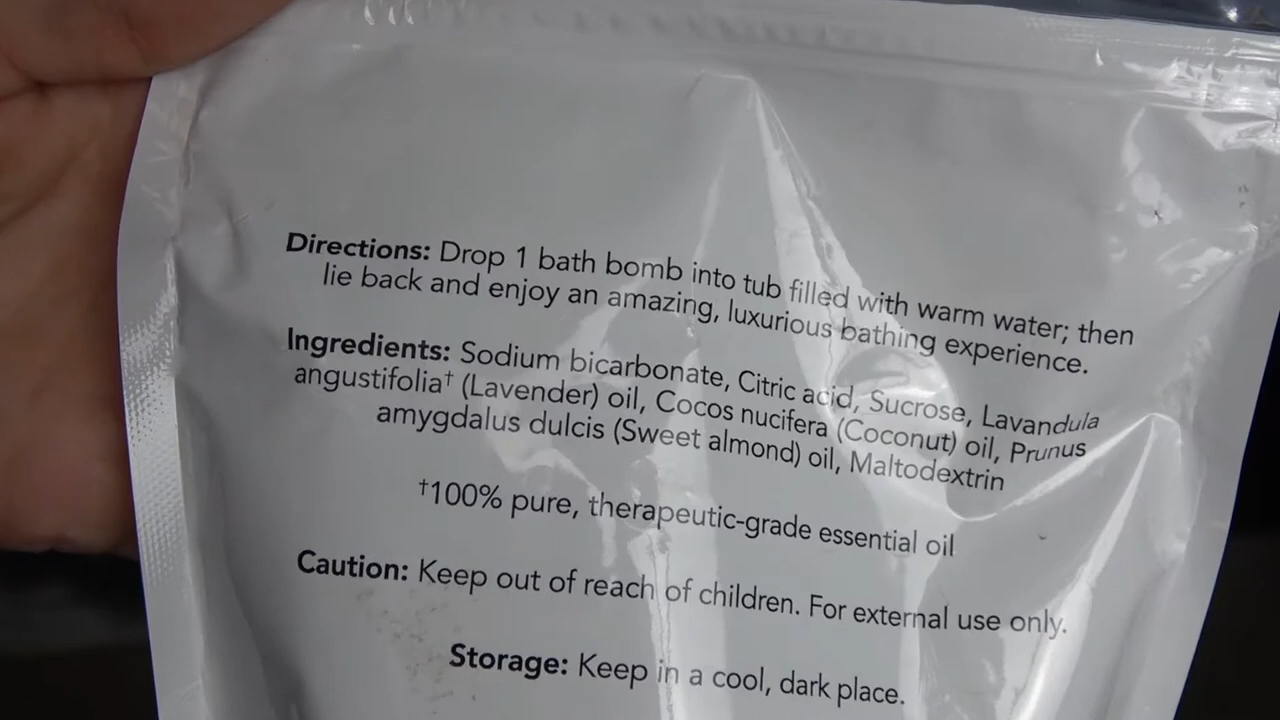 Directions: Drop 1 bath bomb into tub filled with warm water; then
lie back and enjoy an amazing, luxurious bathing experience.
Ingredients: Sodium bicarbonate, Citric acid, Sucrose, Lavandula
angustifolia† (Lavender) oil, Cocos nucifera (Coconut) oil, Prunus
amygdalus dulcis (Sweet almond) oil, Maltodextrin
†100% pure, therapeutic-grade essential oil
Caution: Keep out of reach of children. For external use only.
Storage: Keep in a cool, dark place.